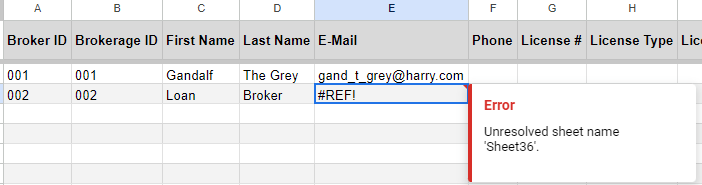 A B C D E F G H
Broker ID Brokerage ID First Name Last Name E-Mail Phone License # License Type Lice
001 001 Gandalf The Grey gand_t_grey@harry.com
002 002 Loan Broker #REF!
Error
Unresolved sheet name
'Sheet36'.